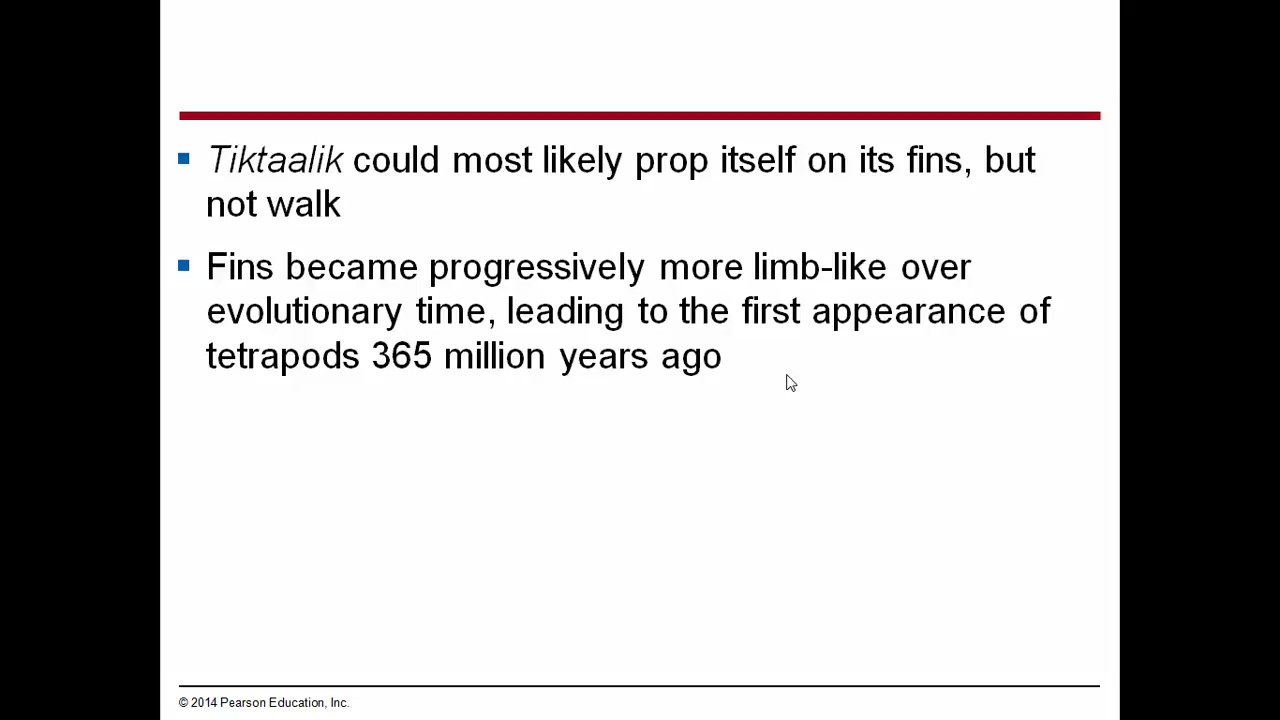 Tiktaalik could most likely prop itself on its fins, but
not walk
Fins became progressively more limb-like over
evolutionary time, leading to the first appearance of
tetrapods 365 million years ago
© 2014 Pearson Education, Inc.